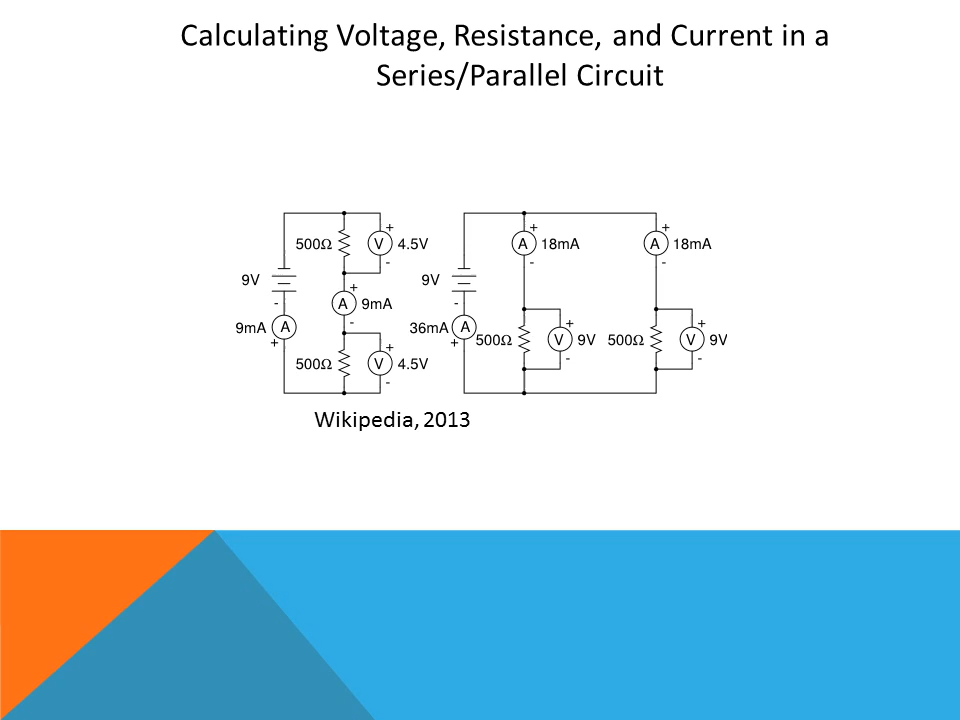 Calculating Voltage, Resistance, and Current in a
Series/Parallel Circuit
500Ω V + - 4.5V
9V
- 9mA A +
A + - 9mA
500Ω V + - 4.5V
9V
- 36mA A +
A + - 18mA
500Ω V + - 9V
A + - 18mA
500Ω V + - 9V
Wikipedia, 2013